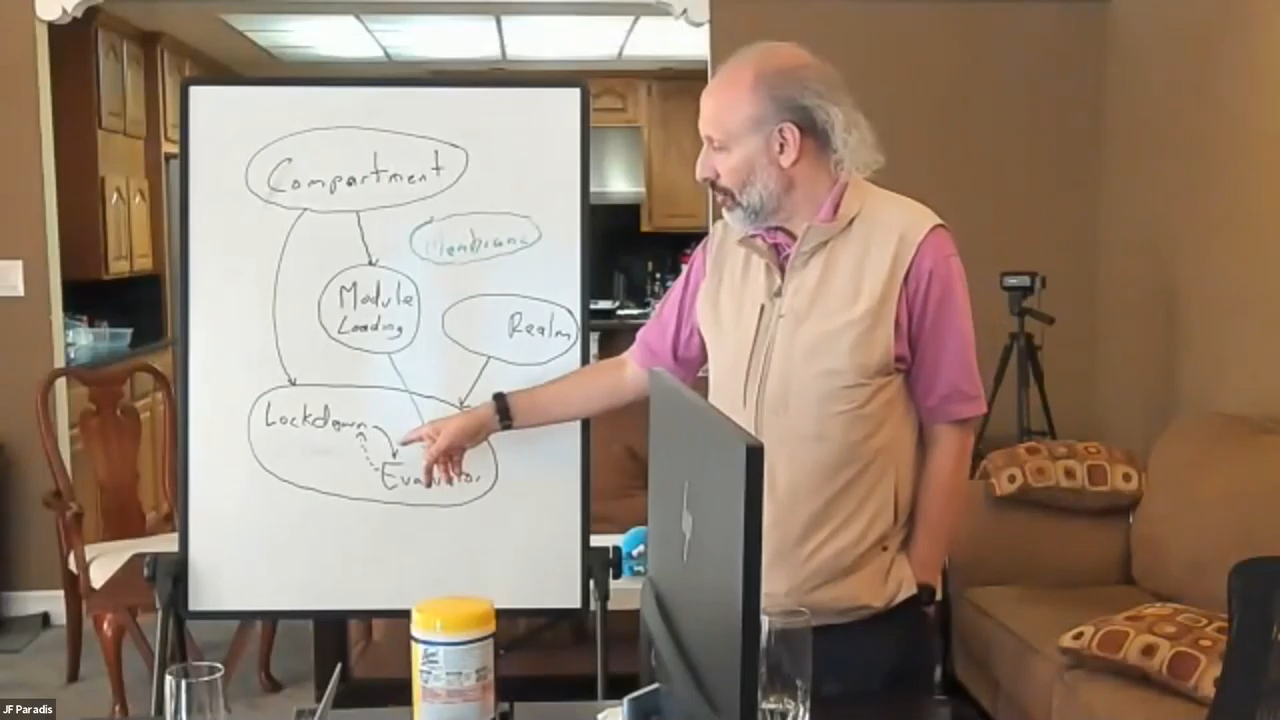 Compartment
Membrane
Module
Loading
Realm
Lockdown
Evaluator
JF Paradis